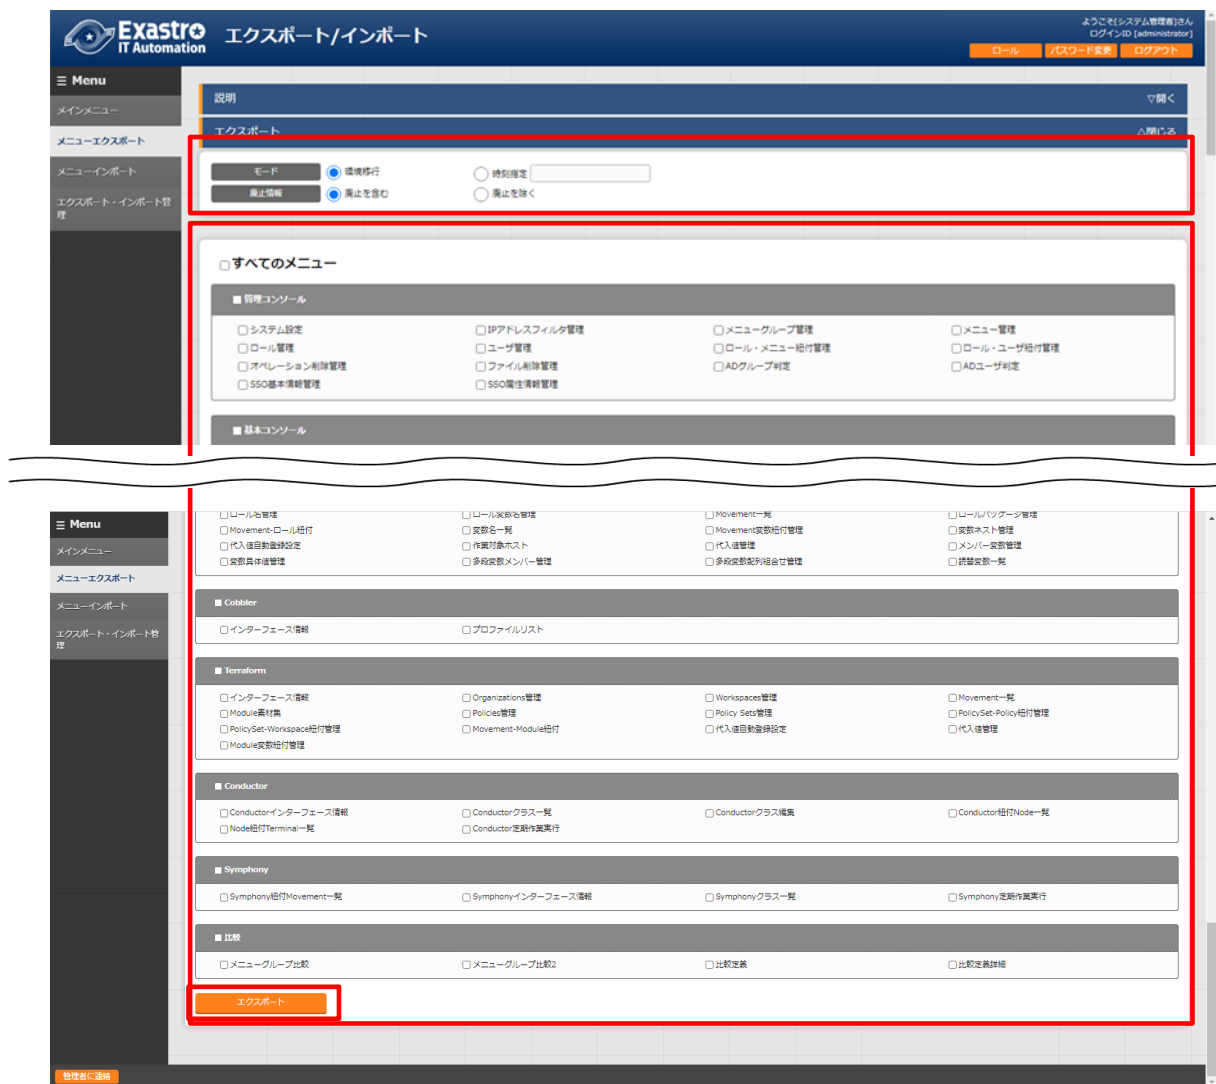 Exastro
IT Automation
エクスポート/インポート
ようこそ[システム管理者]さん
ログインID [administrator]
ロール パスワード変更 ログアウト
☰ Menu
メインメニュー
メニューエクスポート
メニューインポート
エクスポート・インポート管
理
説明 ▽開く
エクスポート △閉じる
モード 環境移行 時刻指定
廃止情報 廃止を含む 廃止を除く
すべてのメニュー
■ 管理コンソール
システム設定 IPアドレスフィルタ管理 メニューグループ管理 メニュー管理
ロール管理 ユーザ管理 ロール・メニュー紐付管理 ロール・ユーザ紐付管理
オペレーション削除管理 ファイル削除管理 ADグループ判定 ADユーザ判定
SSO基本情報管理 SSO属性情報管理
■ 基本コンソール
☰ Menu
メインメニュー
メニューエクスポート
メニューインポート
エクスポート・インポート管
理
ロール名管理 ロール変数名管理 Movement一覧 ロールパッケージ管理
Movement-ロール紐付 変数名一覧 Movement変数紐付管理 変数ネスト管理
代入値自動登録設定 作業対象ホスト 代入値管理 メンバー変数管理
変数具体値管理 多段変数メンバー管理 多段変数配列組合せ管理 読替変数一覧
■ Cobbler
インターフェース情報 プロファイルリスト
■ Terraform
インターフェース情報 Organizations管理 Workspaces管理 Movement一覧
Module素材集 Policies管理 Policy Sets管理 PolicySet-Policy紐付管理
PolicySet-Workspace紐付管理 Movement-Module紐付 代入値自動登録設定 代入値管理
Module変数紐付管理
■ Conductor
Conductorインターフェース情報 Conductorクラス一覧 Conductorクラス編集 Conductor紐付Node一覧
Node紐付Terminal一覧 Conductor定期作業実行
■ Symphony
Symphony紐付Movement一覧 Symphonyインターフェース情報 Symphonyクラス一覧 Symphony定期作業実行
■ 比較
メニューグループ比較 メニューグループ比較2 比較定義 比較定義詳細
エクスポート
管理者に連絡